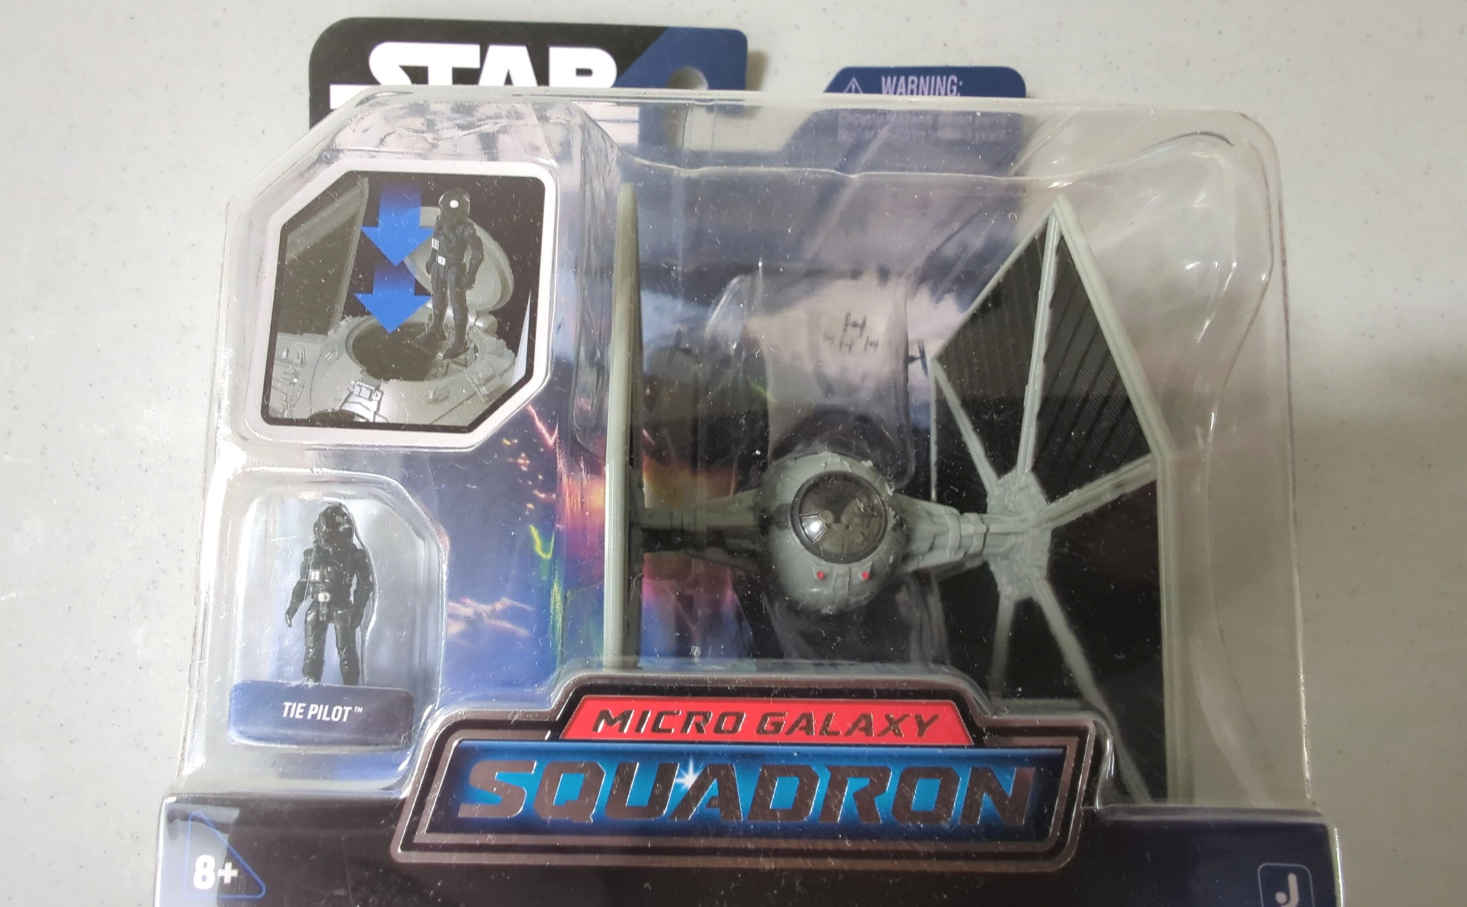 STAR
WARNING:
TIE PILOT™
MICRO GALAXY
SQUADRON
8+
J